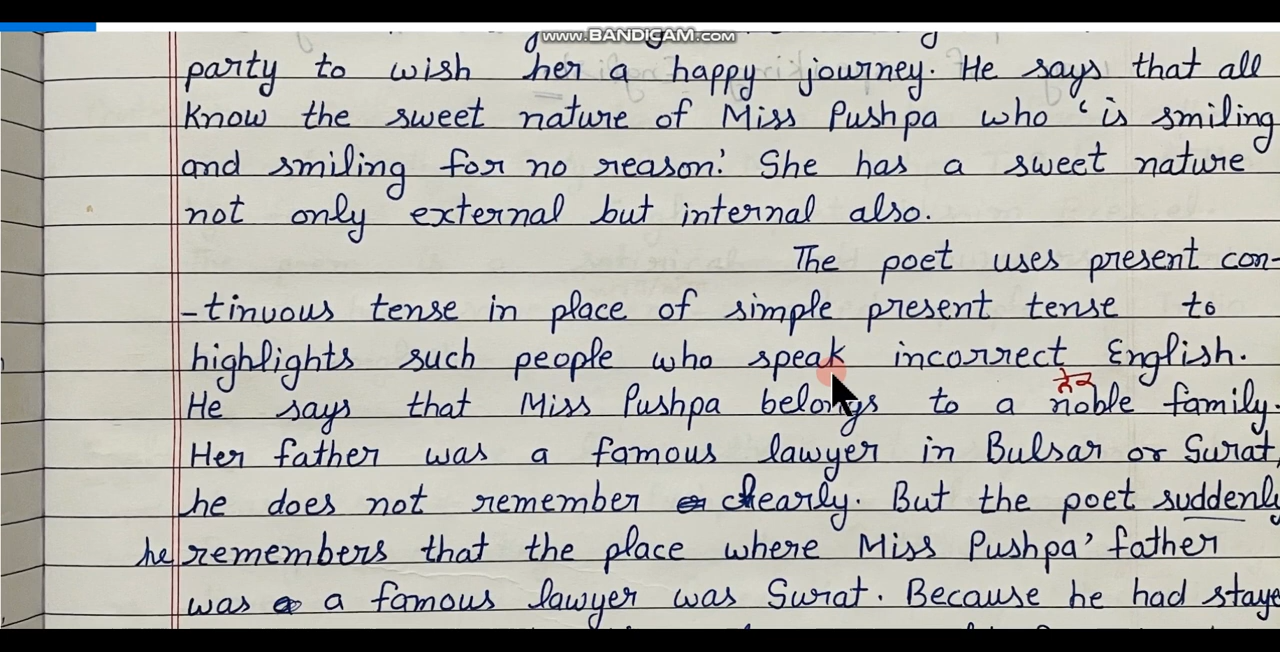 www.BANDICAM.com
party to wish her a happy journey. He says that all
know the sweet nature of Miss Pushpa who 'is smiling
and smiling for no reason.' She has a sweet nature
not only external but internal also.
The poet uses present con-
-tinuous tense in place of simple present tense to
highlights such people who speak incorrect English.
नेक
He says that Miss Pushpa belongs to a noble family.
Her father was a famous lawyer in Bulsar or Surat,
he does not remember clearly. But the poet suddenly
he remembers that the place where Miss Pushpa' father
was a famous lawyer was Surat. Because he had staye